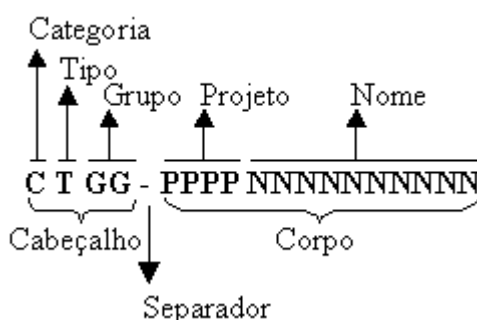 Categoria
Tipo
Grupo Projeto Nome
C T GG - PPPP NNNNNNNNNN
Cabeçalho Corpo
Separador